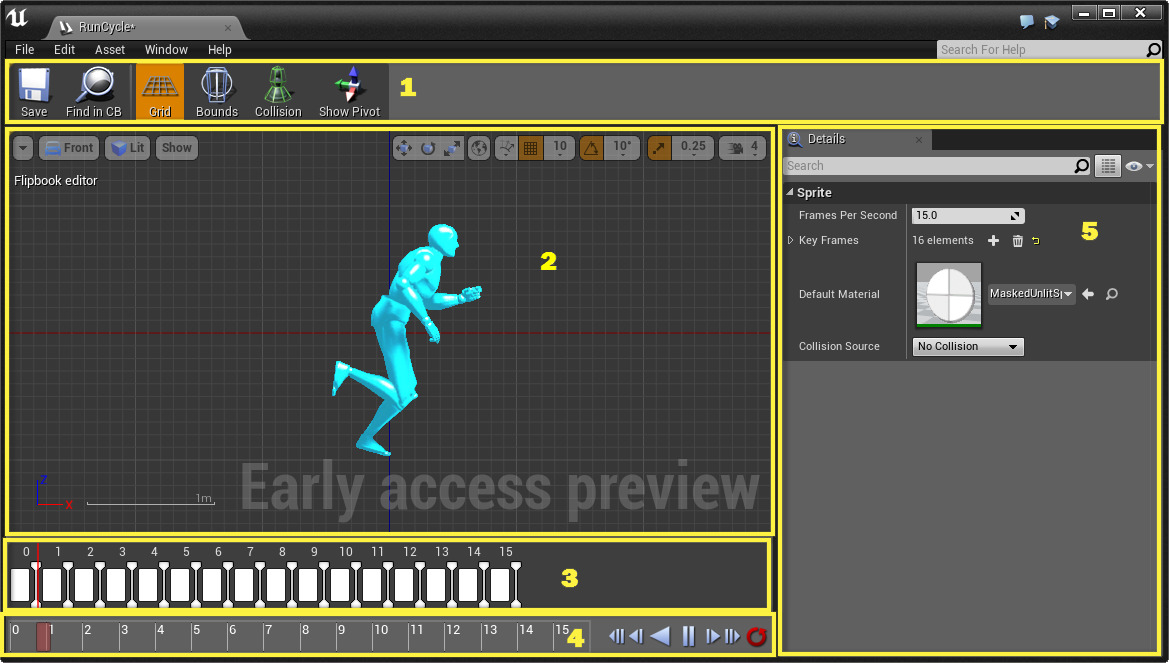 RunCycle*
File Edit Asset Window Help
Search For Help
Save Find in CB Grid Bounds Collision Show Pivot
1
Front Lit Show 10 10° 0.25 4
Flipbook editor
2
Z
X
1m
Early access preview
Details
Search
Sprite
Frames Per Second 15.0
Key Frames 16 elements
5
Default Material MaskedUnlitSp
Collision Source No Collision
0 1 2 3 4 5 6 7 8 9 10 11 12 13 14 15
3
0 1 2 3 4 5 6 7 8 9 10 11 12 13 14 15
4